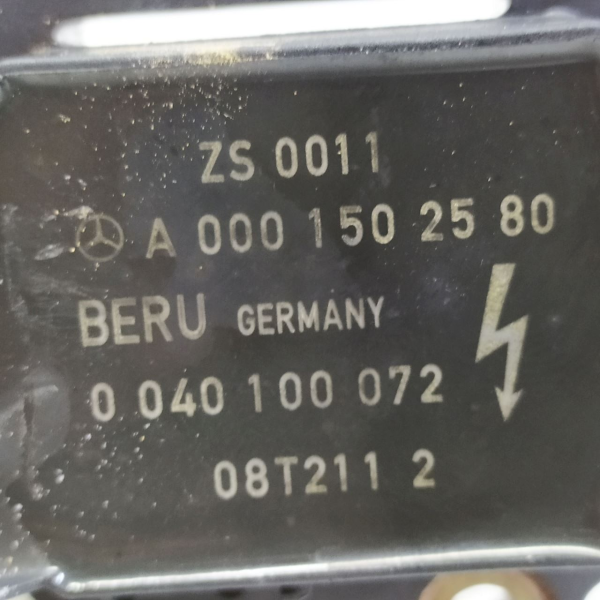 ZS 0011
A 000 150 25 80
BERU GERMANY
0 040 100 072
08T211 2